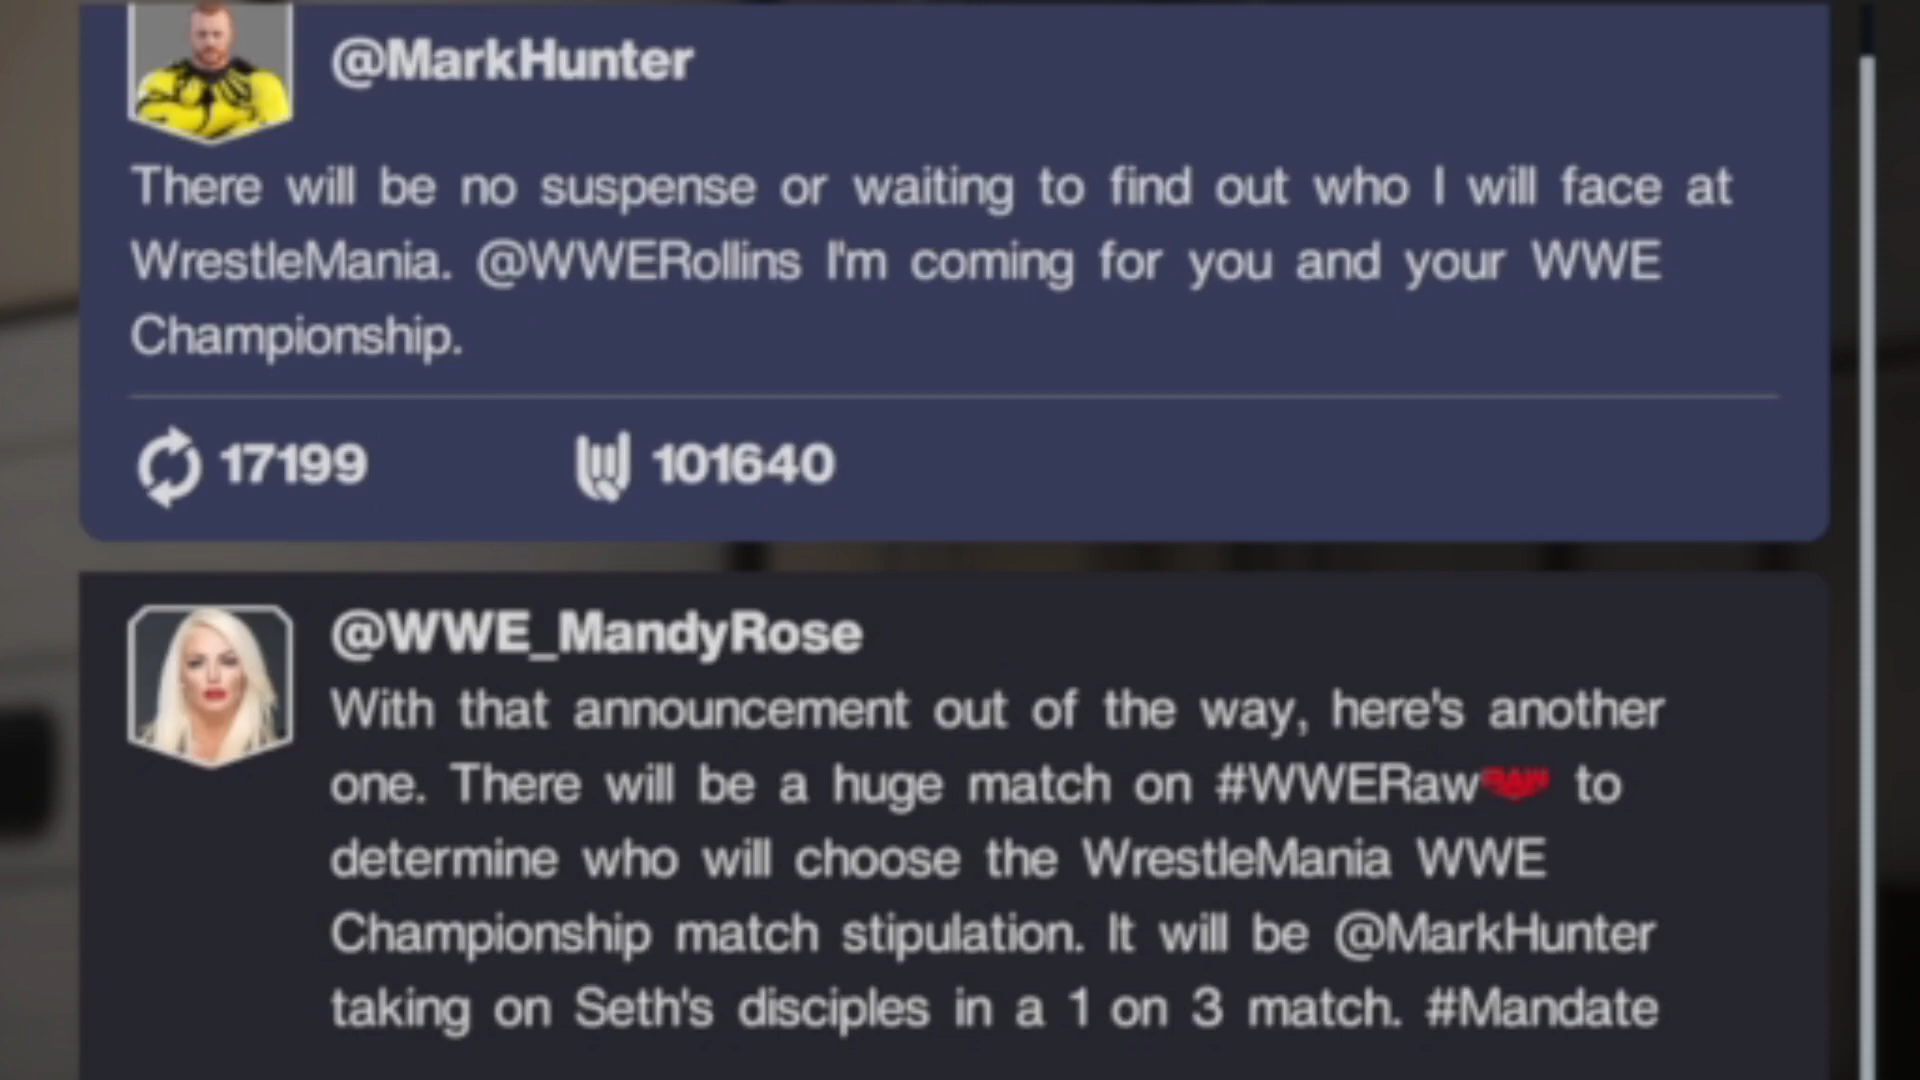 @MarkHunter
There will be no suspense or waiting to find out who I will face at
WrestleMania. @WWERollins I'm coming for you and your WWE
Championship.
17199 101640
@WWE_MandyRose
With that announcement out of the way, here's another
one. There will be a huge match on #WWERaw RAW to
determine who will choose the WrestleMania WWE
Championship match stipulation. It will be @MarkHunter
taking on Seth's disciples in a 1 on 3 match. #Mandate